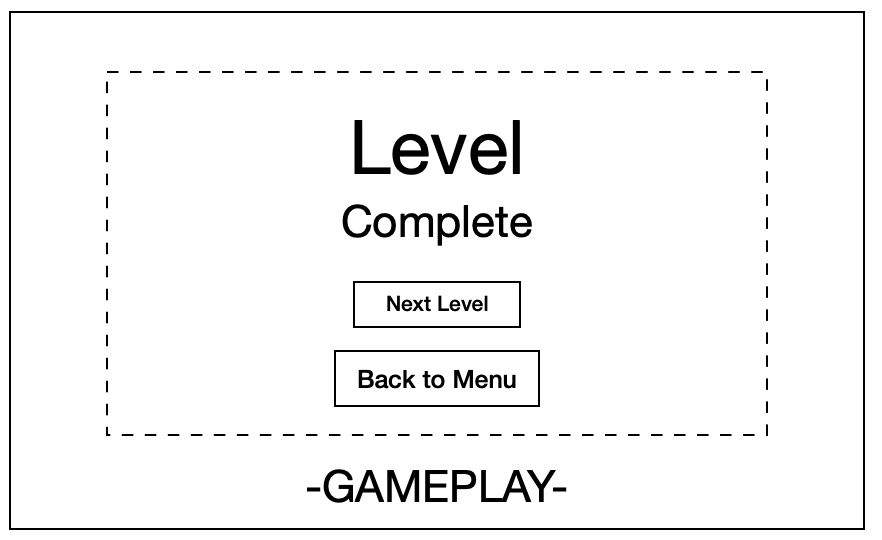 Level
Complete
Next Level
Back to Menu
-GAMEPLAY-